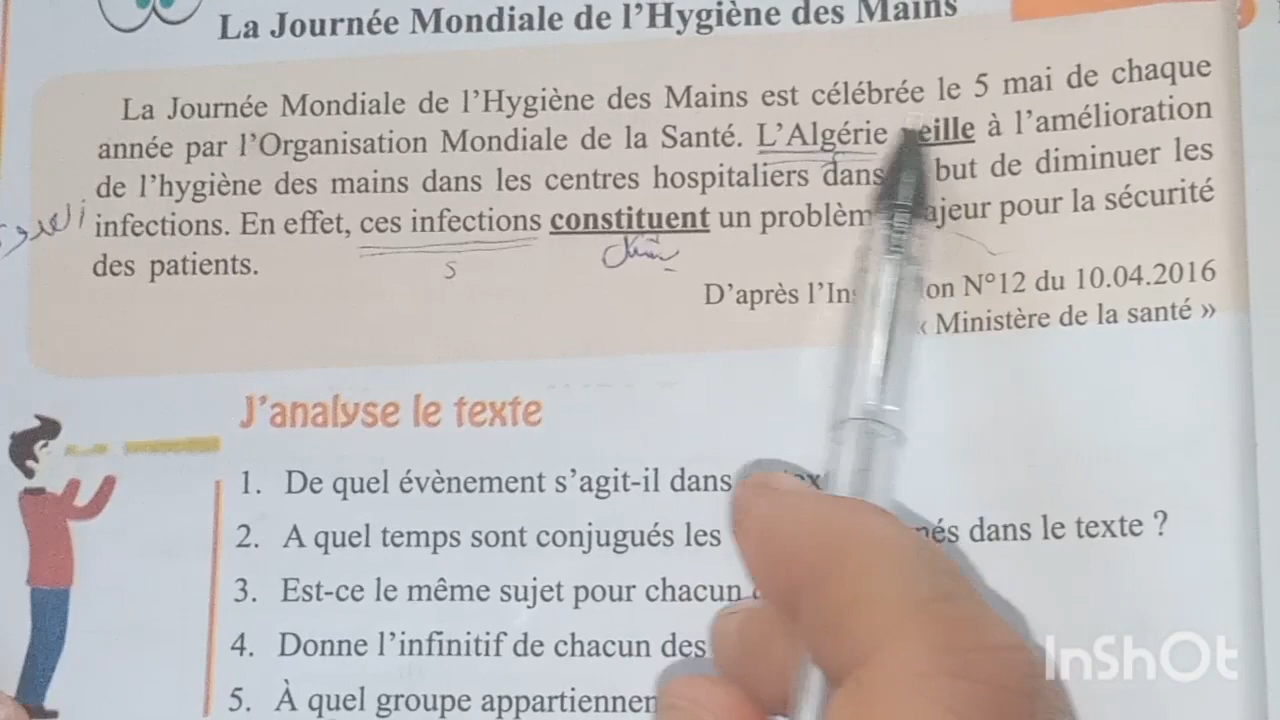 La Journée Mondiale de l'Hygiène des Mains
La Journée Mondiale de l'Hygiène des Mains est célébrée le 5 mai de chaque
année par l'Organisation Mondiale de la Santé. L'Algérie à l'amélioration
de l'hygiène des mains dans les centres hospitaliers dans but de diminuer les
infections. En effet, ces infections constituent un pour la sécurité
S
des patients.
D'après N°12 du 10.04.2016
« Ministère de la santé »
J'analyse le texte
1. De quel évènement s'agit-il dans
2. A quel temps sont conjugués les dans le texte ?
3. Est-ce le même sujet pour chacun
4. Donne l'infinitif de chacun des
5. À quel groupe
InShOt